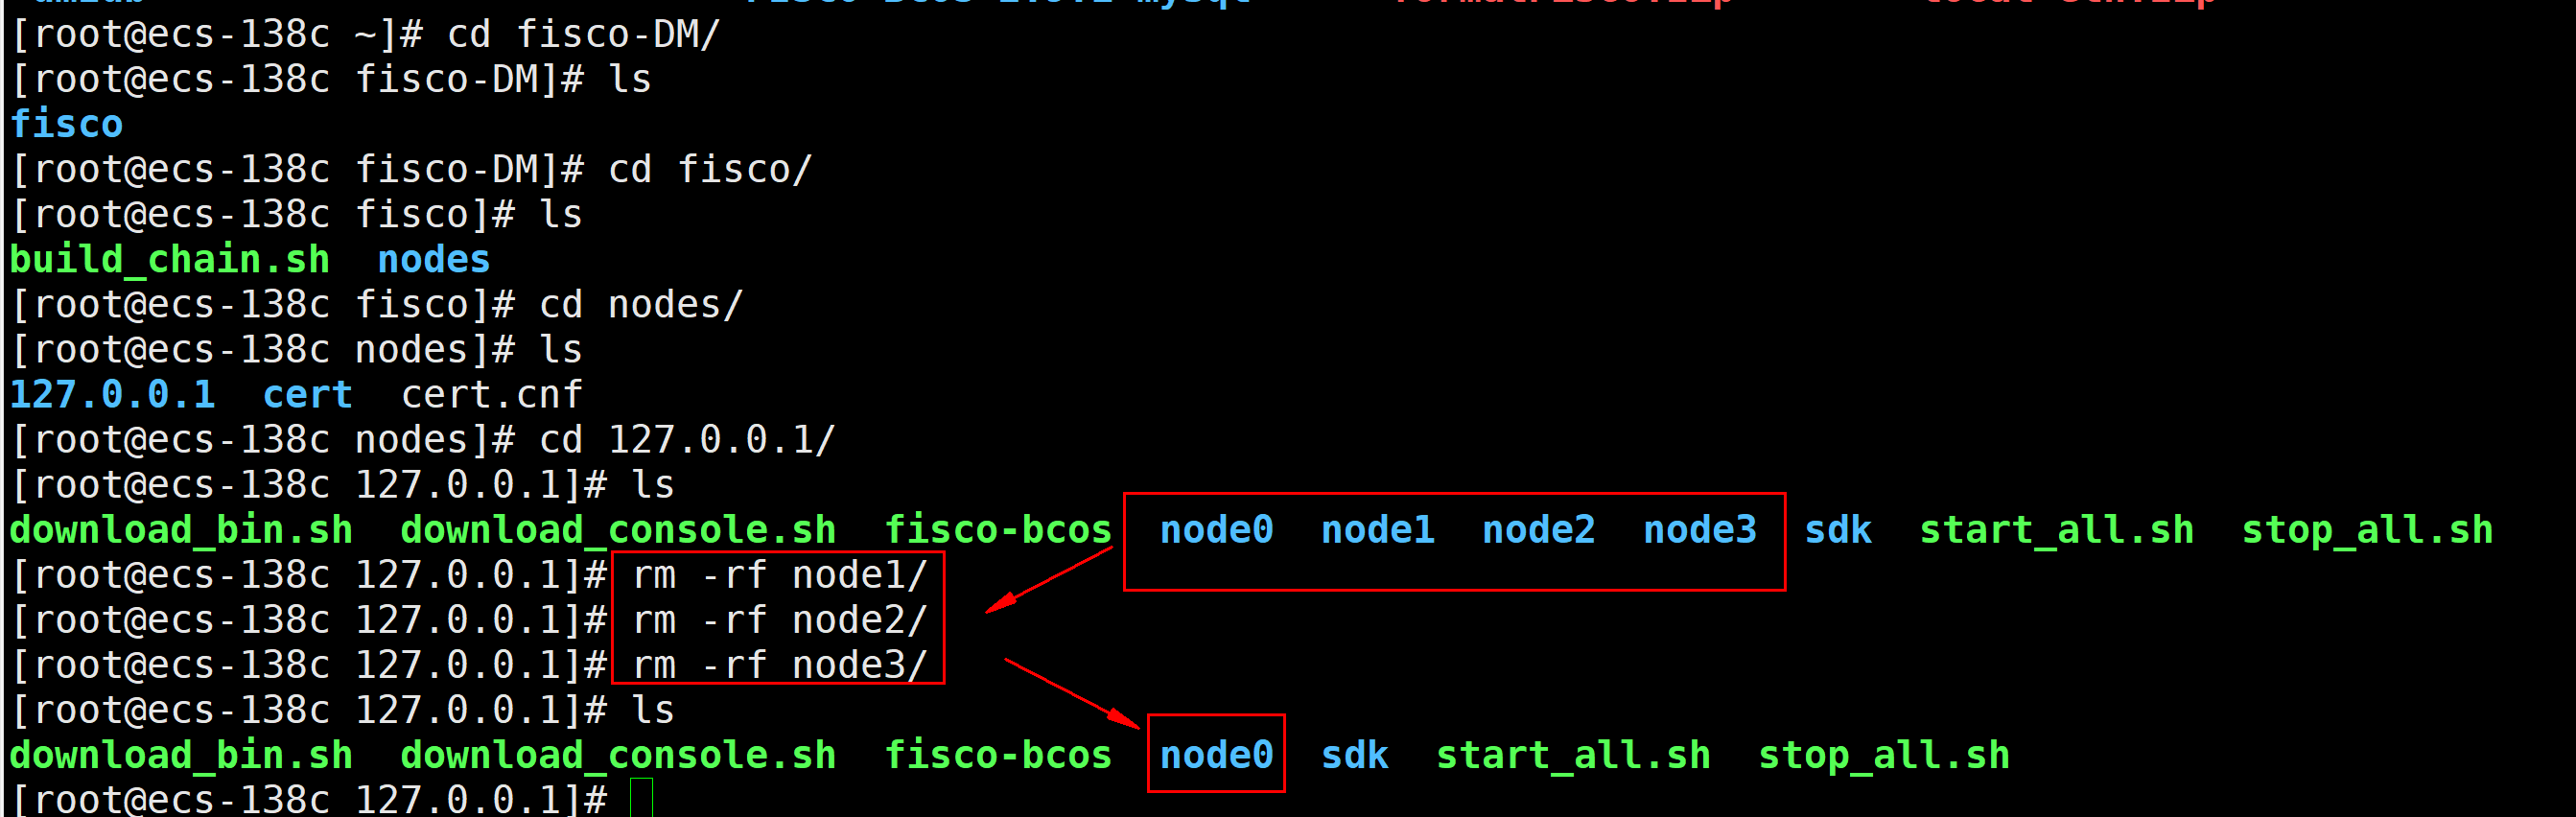 [root@ecs-138c ~]# cd fisco-DM/
[root@ecs-138c fisco-DM]# ls
fisco
[root@ecs-138c fisco-DM]# cd fisco/
[root@ecs-138c fisco]# ls
build_chain.sh  nodes
[root@ecs-138c fisco]# cd nodes/
[root@ecs-138c nodes]# ls
127.0.0.1  cert  cert.cnf
[root@ecs-138c nodes]# cd 127.0.0.1/
[root@ecs-138c 127.0.0.1]# ls
download_bin.sh  download_console.sh  fisco-bcos  node0  node1  node2  node3  sdk  start_all.sh  stop_all.sh
[root@ecs-138c 127.0.0.1]# rm -rf node1/
[root@ecs-138c 127.0.0.1]# rm -rf node2/
[root@ecs-138c 127.0.0.1]# rm -rf node3/
[root@ecs-138c 127.0.0.1]# ls
download_bin.sh  download_console.sh  fisco-bcos  node0  sdk  start_all.sh  stop_all.sh
[root@ecs-138c 127.0.0.1]#